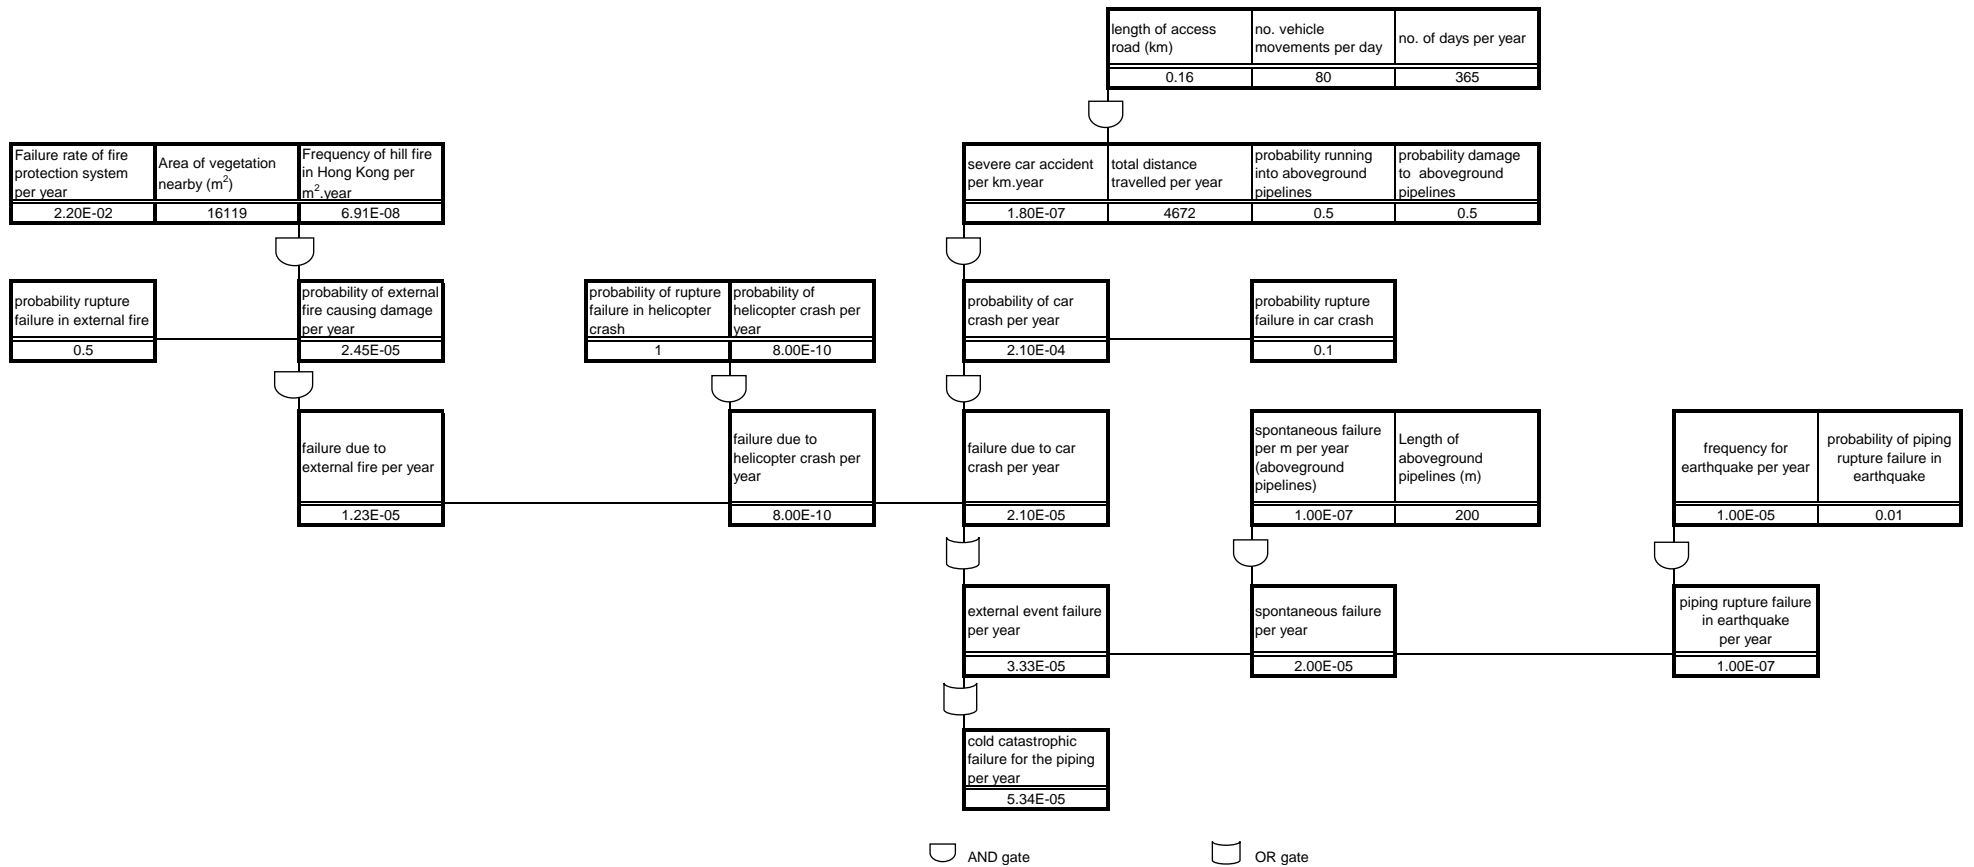 length of access
road (km)
no. vehicle
movements per day
no. of days per year
0.16
80
365
Failure rate of fire
protection system
per year
Area of vegetation
nearby (m²)
Frequency of hill fire
in Hong Kong per
m².year
2.20E-02
16119
6.91E-08
severe car accident
per km.year
total distance
travelled per year
probability running
into aboveground
pipelines
probability damage
to aboveground
pipelines
1.80E-07
4672
0.5
0.5
probability rupture
failure in external fire
0.5
probability of external
fire causing damage
per year
2.45E-05
probability of rupture
failure in helicopter
crash
probability of
helicopter crash per
year
1
8.00E-10
probability of car
crash per year
2.10E-04
probability rupture
failure in car crash
0.1
failure due to
external fire per year
1.23E-05
failure due to
helicopter crash per
year
8.00E-10
failure due to car
crash per year
2.10E-05
spontaneous failure
per m per year
(aboveground
pipelines)
Length of
aboveground
pipelines (m)
1.00E-07
200
frequency for
earthquake per year
probability of piping
rupture failure in
earthquake
1.00E-05
0.01
external event failure
per year
3.33E-05
spontaneous failure
per year
2.00E-05
piping rupture failure
in earthquake
per year
1.00E-07
cold catastrophic
failure for the piping
per year
5.34E-05
AND gate
OR gate